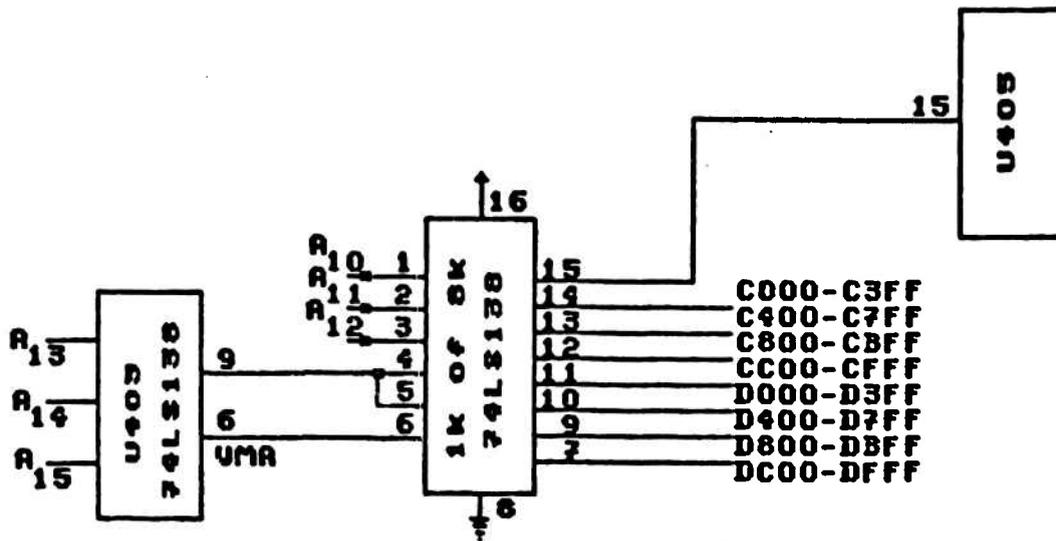 15
U405
16
A10 1
A11 2
A12 3
4
5
6
1K OF 8K
74LS138
15
14
13
12
11
10
9
7
8
C000-C3FF
C400-C7FF
C800-CBFF
CC00-CFFF
D000-D3FF
D400-D7FF
D800-DBFF
DC00-DFFF
A13
A14
A15
U409
74LS138
9
6
VMA